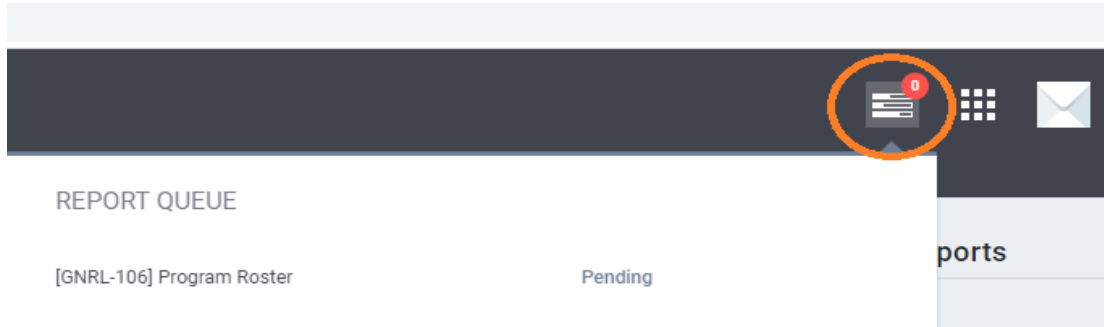 0
REPORT QUEUE
ports
[GNRL-106] Program Roster Pending